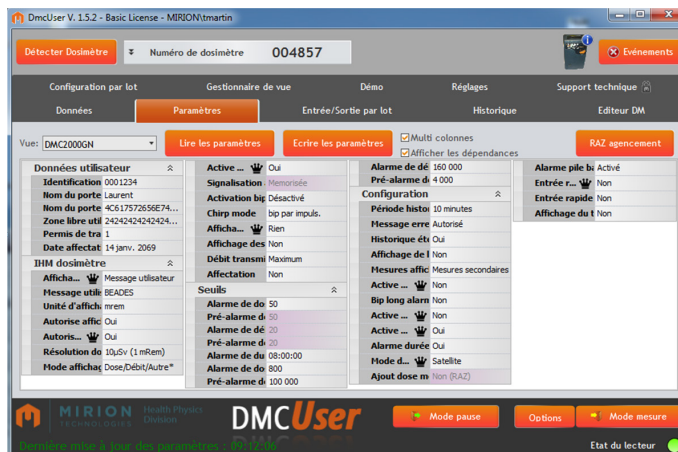 DmcUser V. 1.5.2 - Basic License - MIRION\tmartin
Détecter Dosimètre
Numéro de dosimètre 004857
Evénements
Configuration par lot Gestionnaire de vue Démo Réglages Support technique
Données Paramètres Entrée/Sortie par lot Historique Editeur DM
Vue: DMC2000GN
Lire les paramètres
Ecrire les paramètres
Multi colonnes
Afficher les dépendances
RAZ agencement
Données utilisateur
Identification 0001234
Nom du porte Laurent
Nom du porte 4C617572656E74...
Zone libre util 24242424242424...
Permis de tra 1
Date affectat 14 janv. 2069
IHM dosimètre
Afficha... Message utilisateur
Message utilis BEADES
Unité d'affich. mrem
Autorise affic Oui
Autoris... Oui
Résolution do 10µSv (1 mRem)
Mode affichag Dose/Débit/Autre*
Active ... Oui
Signalisation Memorisée
Activation bip Désactivé
Chirp mode bip par impuls.
Afficha... Rien
Affichage des Non
Débit transmi Maximum
Affectation Non
Seuils
Alarme de do 50
Pré-alarme d 50
Alarme de dé 20
Pré-alarme d 20
Alarme de du 08:00:00
Alarme de do 800
Pré-alarme d 100 000
Alarme de dé 160 000
Pré-alarme d 4 000
Configuration
Période histo 10 minutes
Message erre Autorisé
Historique éte Oui
Affichage de l Non
Mesures affic Mesures secondaires
Active ... Non
Bip long alarm Non
Active ... Non
Active ... Oui
Alarme durée Oui
Mode d... Satellite
Ajout dose m Non (RAZ)
Alarme pile ba Activé
Entrée r... Non
Entrée rapide Non
Affichage du t Non
MIRION TECHNOLOGIES
Health Physics Division
DMCUser
Mode pause
Options
Mode mesure
Dernière mise à jour des paramètres : 09:12:06
Etat du lecteur